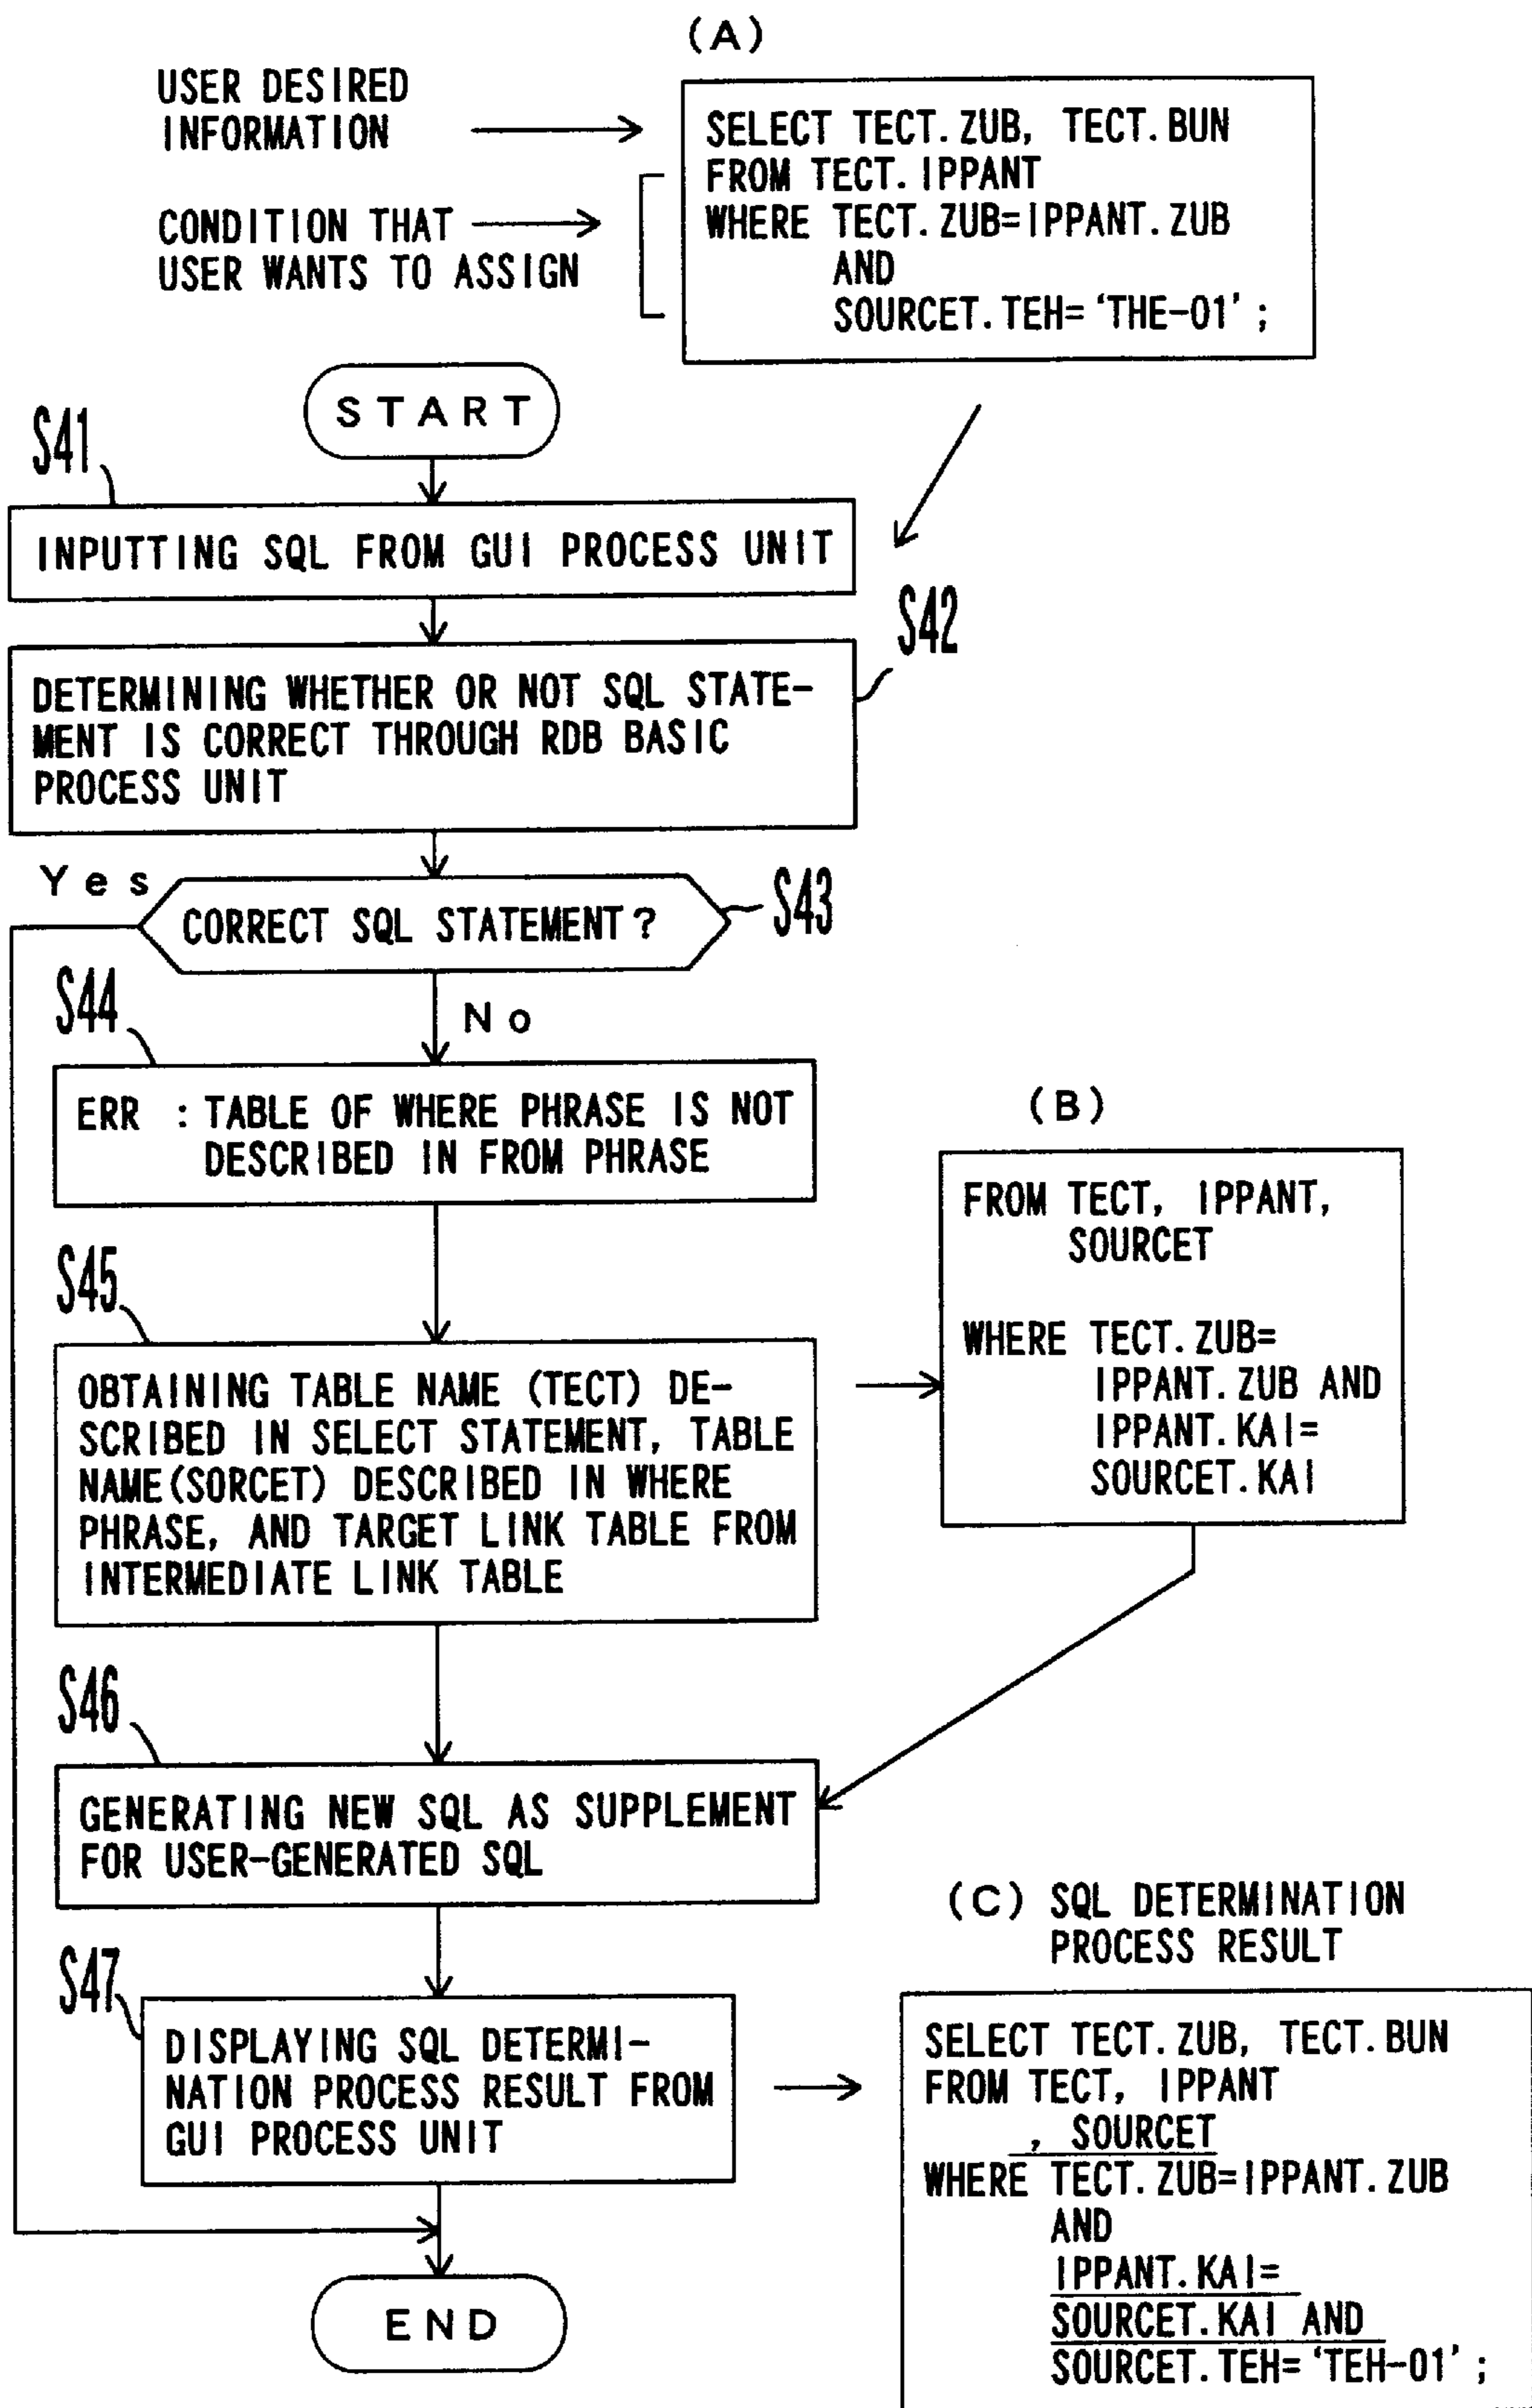 (A)
USER DESIRED
INFORMATION
CONDITION THAT
USER WANTS TO ASSIGN
SELECT TECT.ZUB, TECT.BUN
FROM TECT.IPPANT
WHERE TECT.ZUB=IPPANT.ZUB
AND
SOURCET.TEH='THE-01';
START
S41
INPUTTING SQL FROM GUI PROCESS UNIT
S42
DETERMINING WHETHER OR NOT SQL STATE-
MENT IS CORRECT THROUGH RDB BASIC
PROCESS UNIT
Yes
CORRECT SQL STATEMENT?
S43
No
S44
ERR : TABLE OF WHERE PHRASE IS NOT
DESCRIBED IN FROM PHRASE
S45
OBTAINING TABLE NAME (TECT) DE-
SCRIBED IN SELECT STATEMENT, TABLE
NAME(SORCET) DESCRIBED IN WHERE
PHRASE, AND TARGET LINK TABLE FROM
INTERMEDIATE LINK TABLE
(B)
FROM TECT, IPPANT,
SOURCET
WHERE TECT.ZUB=
IPPANT.ZUB AND
IPPANT.KAI=
SOURCET.KAI
S46
GENERATING NEW SQL AS SUPPLEMENT
FOR USER-GENERATED SQL
S47
DISPLAYING SQL DETERMI-
NATION PROCESS RESULT FROM
GUI PROCESS UNIT
(C) SQL DETERMINATION
PROCESS RESULT
SELECT TECT.ZUB, TECT.BUN
FROM TECT, IPPANT
, SOURCET
WHERE TECT.ZUB=IPPANT.ZUB
AND
IPPANT.KAI=
SOURCET.KAI AND
SOURCET.TEH='TEH-01';
END